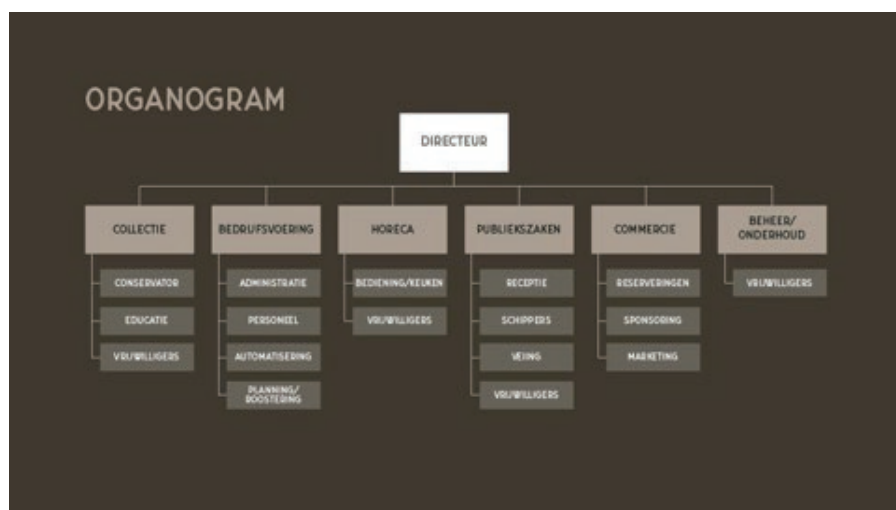 ORGANOGRAM
DIRECTEUR
COLLECTIE
CONSERVATOR
EDUCATIE
VRIJWILLIGERS
BEDRIJFSVOERING
ADMINISTRATIE
PERSONEEL
AUTOMATISERING
PLANNING/
ROOSTERING
HORECA
BEDIENING/KEUKEN
VRIJWILLIGERS
PUBLIEKSZAKEN
RECEPTIE
SCHIPPERS
VEILING
VRIJWILLIGERS
COMMERCIE
RESERVERINGEN
SPONSORING
MARKETING
BEHEER/
ONDERHOUD
VRIJWILLIGERS